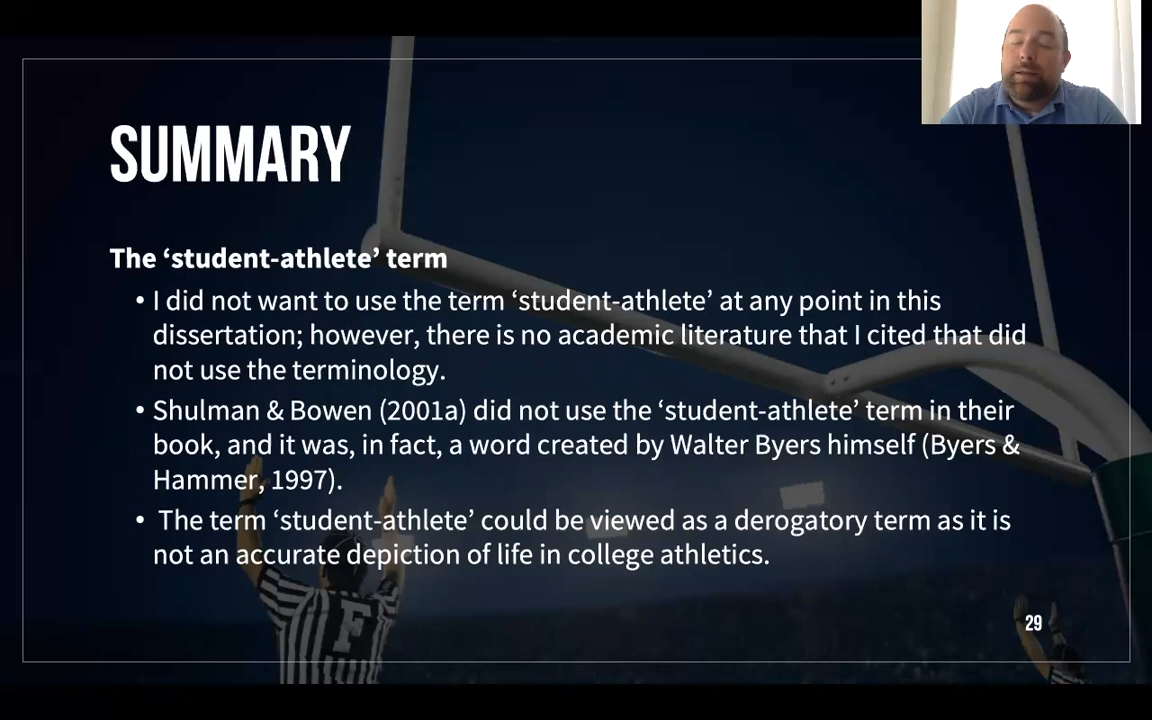 SUMMARY
The ‘student-athlete’ term
• I did not want to use the term ‘student-athlete’ at any point in this
dissertation; however, there is no academic literature that I cited that did
not use the terminology.
• Shulman & Bowen (2001a) did not use the ‘student-athlete’ term in their
book, and it was, in fact, a word created by Walter Byers himself (Byers &
Hammer, 1997).
• The term ‘student-athlete’ could be viewed as a derogatory term as it is
not an accurate depiction of life in college athletics.
F
29